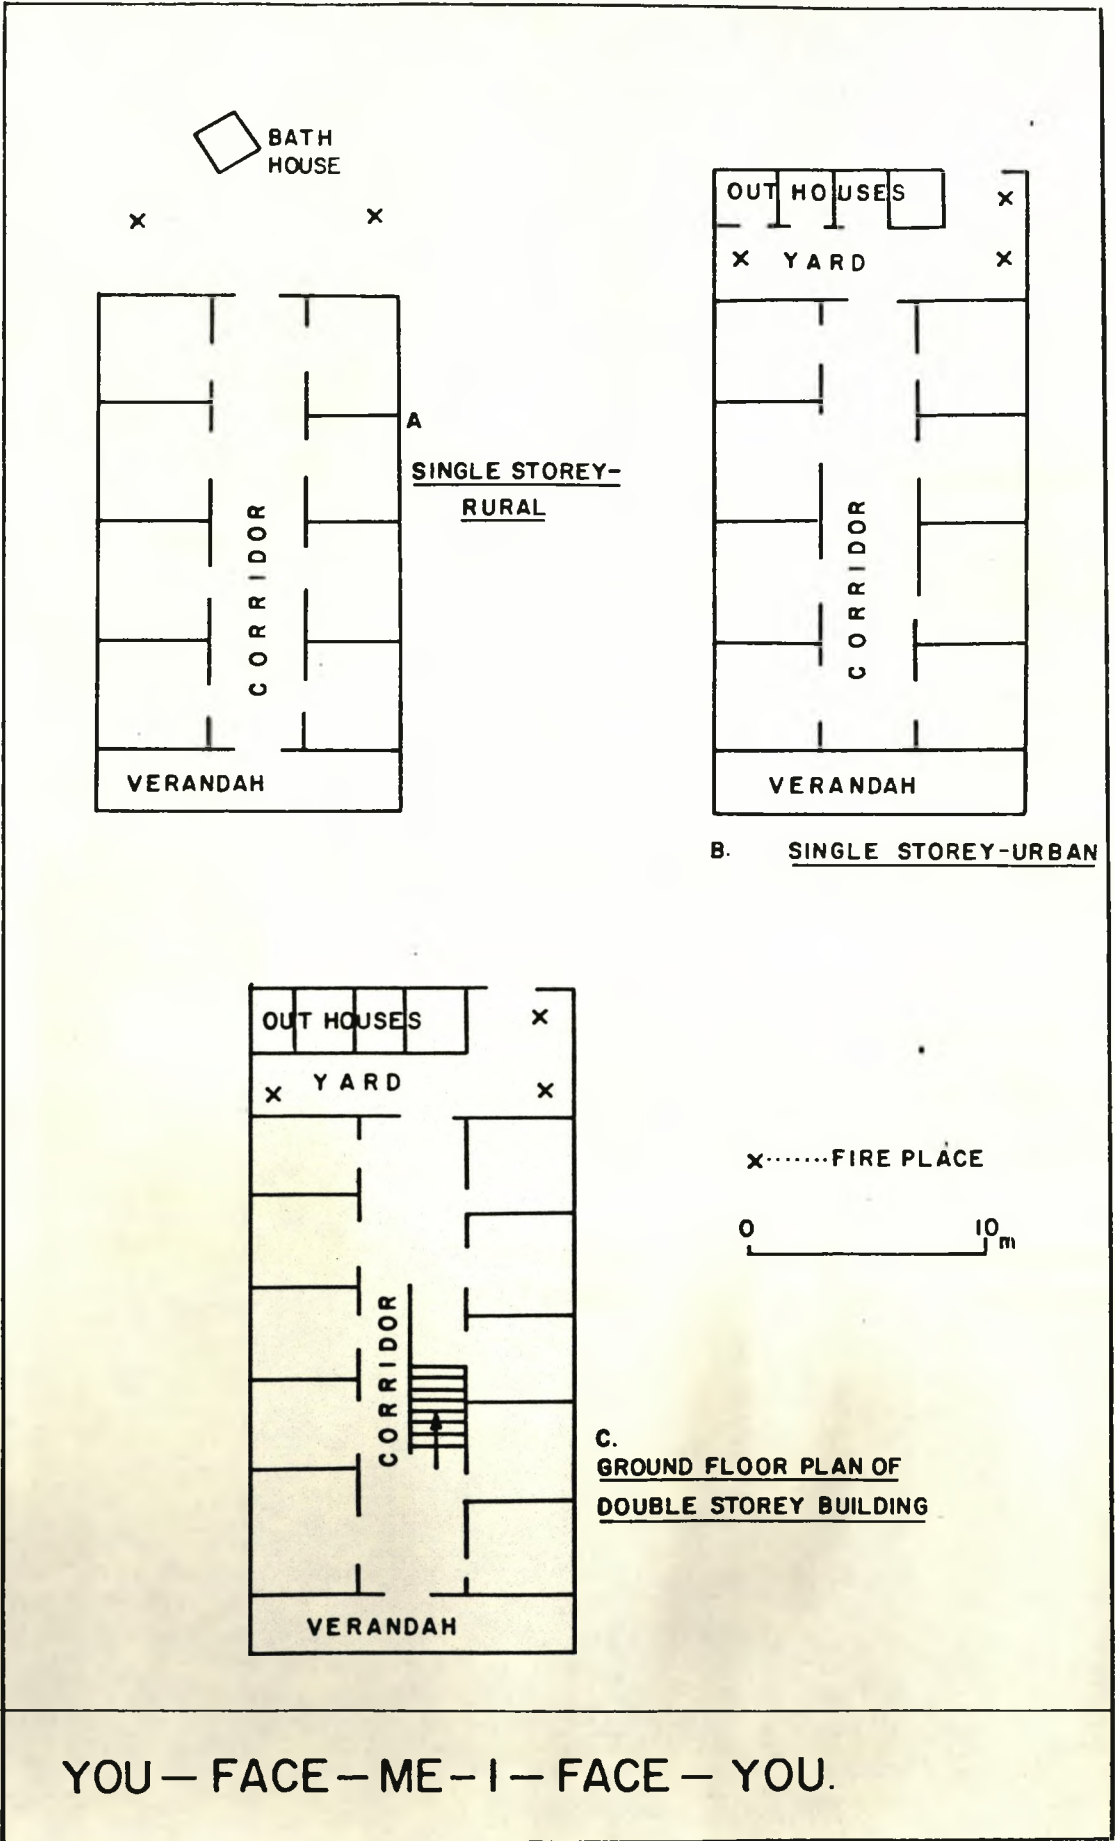 BATH
HOUSE
A
SINGLE STOREY-
RURAL
CORRIDOR
VERANDAH
OUT HOUSES
YARD
CORRIDOR
VERANDAH
B. SINGLE STOREY-URBAN
OUT HOUSES
YARD
CORRIDOR
VERANDAH
C.
GROUND FLOOR PLAN OF
DOUBLE STOREY BUILDING
x.......FIRE PLACE
0 10m
YOU-FACE-ME-I-FACE-YOU.